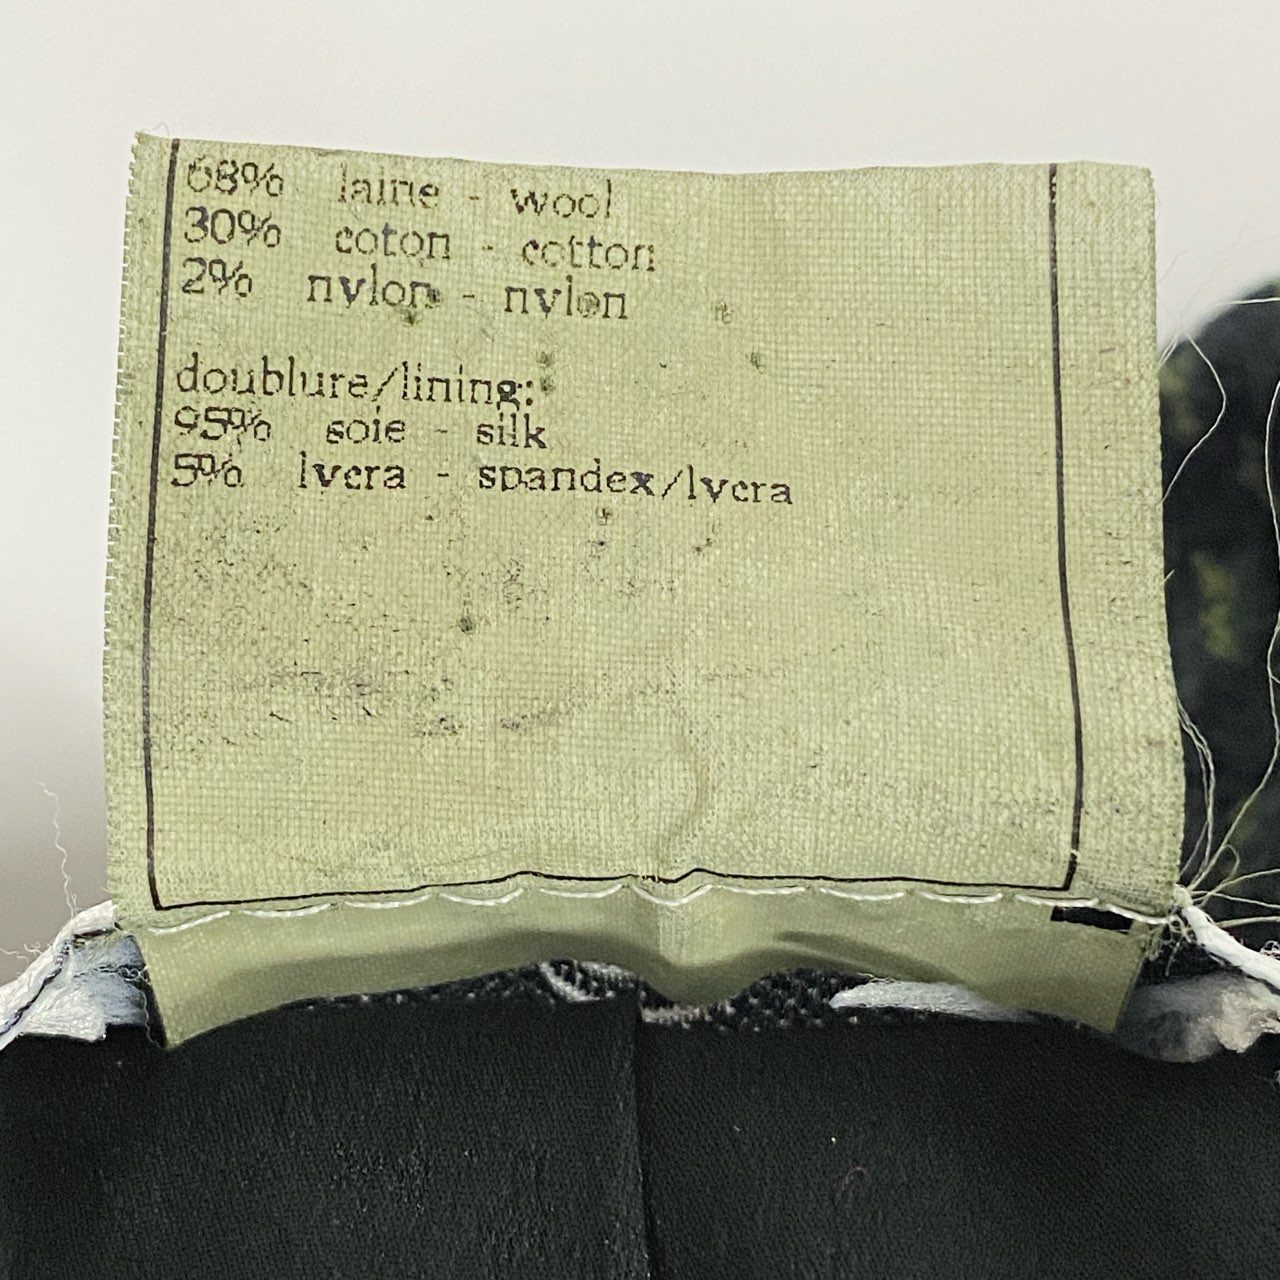 68% laine - wool
30% coton - cotton
2% nylon - nylon
doublure/lining:
95% soie - silk
5% lycra - spandex/lycra